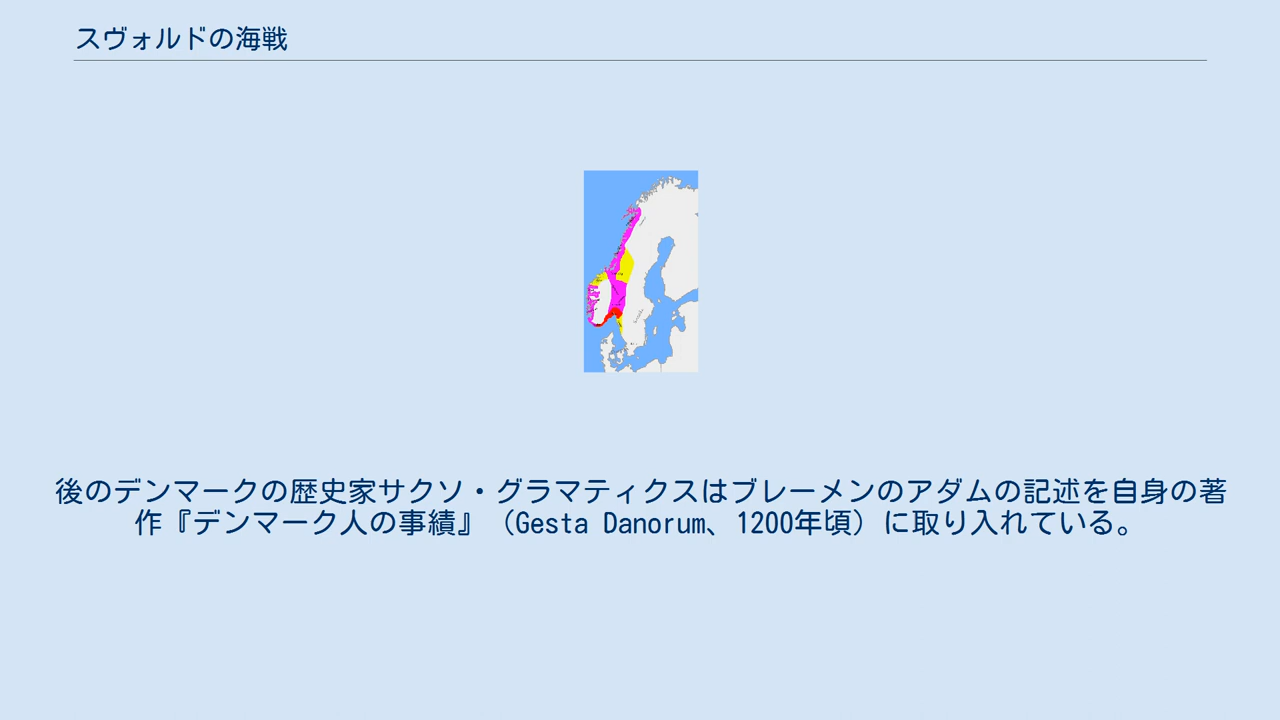 スヴォルドの海戦
後のデンマークの歴史家サクソ・グラマティクスはブレーメンのアダムの記述を自身の著
作『デンマーク人の事績』（Gesta Danorum、1200年頃）に取り入れている。